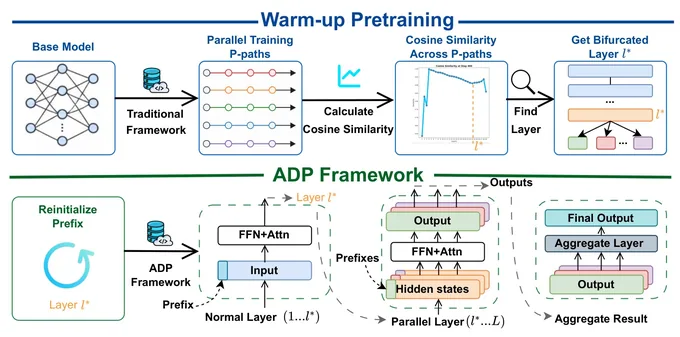 Warm-up Pretraining
Base Model
Traditional
Framework
Parallel Training
P-paths
Calculate
Cosine Similarity
Cosine Similarity
Across P-paths
l*
Find
Layer
Get Bifurcated
Layer l*
...
l*
...
ADP Framework
Reinitialize
Prefix
Layer l*
ADP
Framework
Layer l*
FFN+Attn
Input
Prefix
Normal Layer (1...l*)
Outputs
Output
FFN+Attn
Prefixes
Hidden states
Parallel Layer (l*...L)
Final Output
Aggregate Layer
Output
Aggregate Result